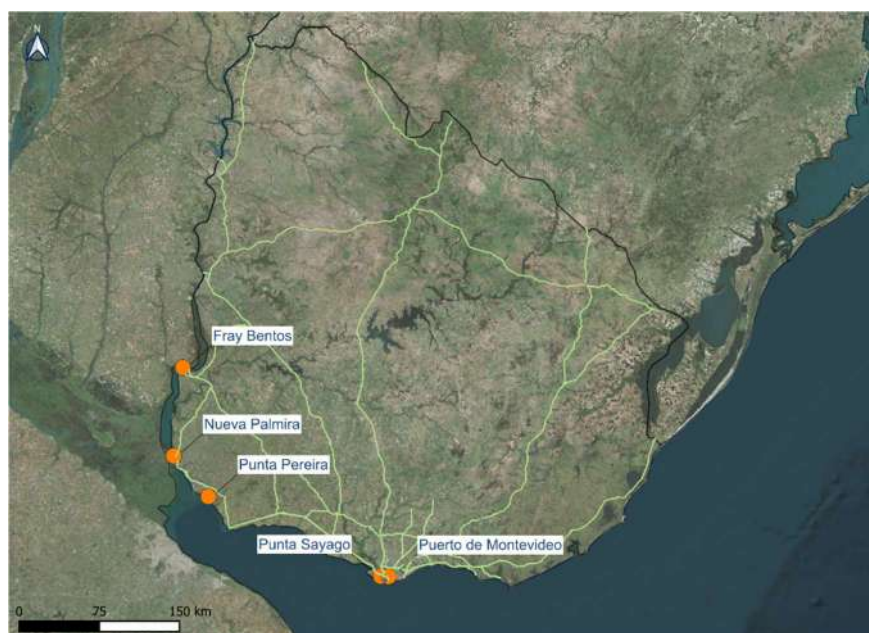 N
Fray Bentos
Nueva Palmira
Punta Pereira
Punta Sayago
Puerto de Montevideo
0 75 150 km